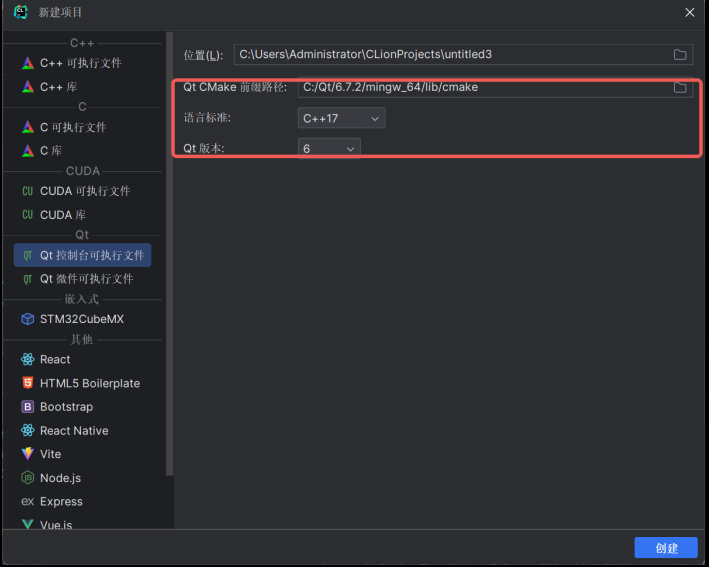 新建项目
C++
C++ 可执行文件
C++ 库
C
C 可执行文件
C 库
CUDA
CU CUDA 可执行文件
CU CUDA 库
Qt
QT Qt 控制台可执行文件
QT Qt 微件可执行文件
嵌入式
STM32CubeMX
其他
React
HTML5 Boilerplate
B Bootstrap
React Native
Vite
Node.js
ex Express
Vue.js
位置(L): C:\Users\Administrator\CLionProjects\untitled3
Qt CMake 前缀路径: C:/Qt/6.7.2/mingw_64/lib/cmake
语言标准: C++17
Qt 版本: 6
创建